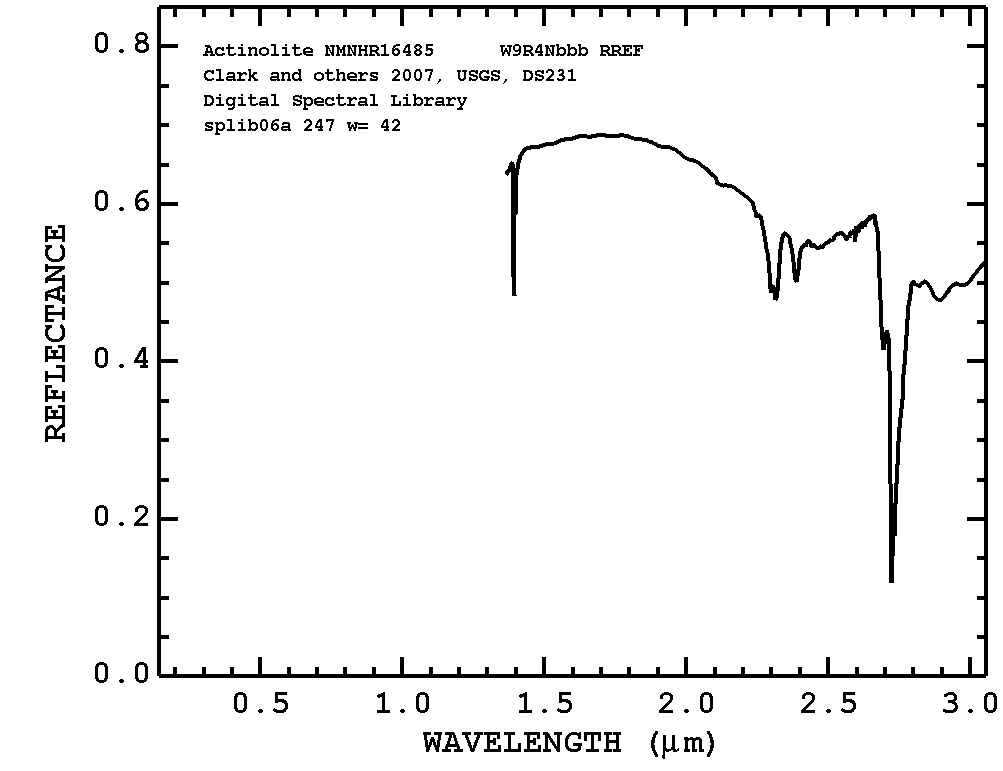 Actinolite NMNHR16485 W9R4Nbbb RREF
Clark and others 2007, USGS, DS231
Digital Spectral Library
splib06a 247 w= 42
REFLECTANCE
0.8
0.6
0.4
0.2
0.0
0.5 1.0 1.5 2.0 2.5 3.0
WAVELENGTH (μm)